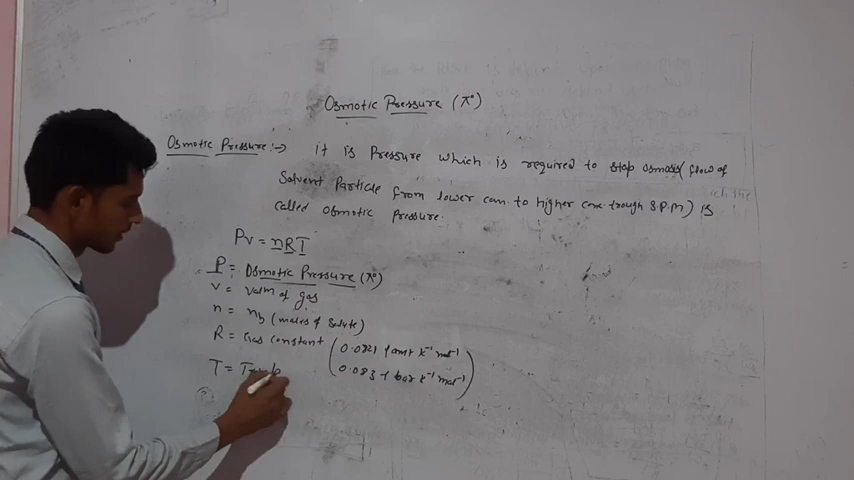 Osmotic Pressure (π°)
Osmotic Pressure :→ it is Pressure which is required to stop osmosis (flow of
Solvent Particle from lower con. to higher conc. trough S.P.M) is
called osmotic pressure.
PV = nRT
P = Osmotic Pressure (π°)
V = Valm of gas
n = nb (moles of solute)
R = Gas constant (0.0821 l atm k⁻¹ mol⁻¹
0.083 l bar k⁻¹ mol⁻¹)
T = Temp